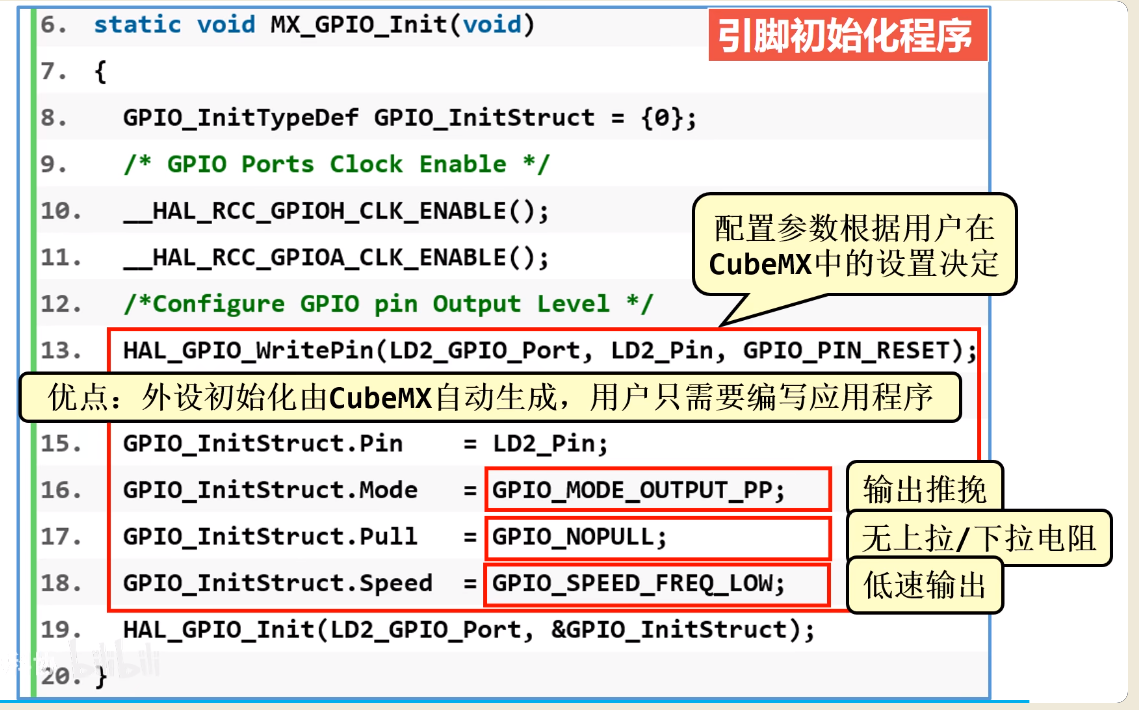 引脚初始化程序
6. static void MX_GPIO_Init(void)
7. {
8. GPIO_InitTypeDef GPIO_InitStruct = {0};
9. /* GPIO Ports Clock Enable */
10. __HAL_RCC_GPIOH_CLK_ENABLE();
11. __HAL_RCC_GPIOA_CLK_ENABLE();
配置参数根据用户在
CubeMX中的设置决定
12. /*Configure GPIO pin Output Level */
13. HAL_GPIO_WritePin(LD2_GPIO_Port, LD2_Pin, GPIO_PIN_RESET);
优点：外设初始化由CubeMX自动生成，用户只需要编写应用程序
15. GPIO_InitStruct.Pin = LD2_Pin;
16. GPIO_InitStruct.Mode = GPIO_MODE_OUTPUT_PP; 输出推挽
17. GPIO_InitStruct.Pull = GPIO_NOPULL; 无上拉/下拉电阻
18. GPIO_InitStruct.Speed = GPIO_SPEED_FREQ_LOW; 低速输出
19. HAL_GPIO_Init(LD2_GPIO_Port, &GPIO_InitStruct);
20. }
bilibili